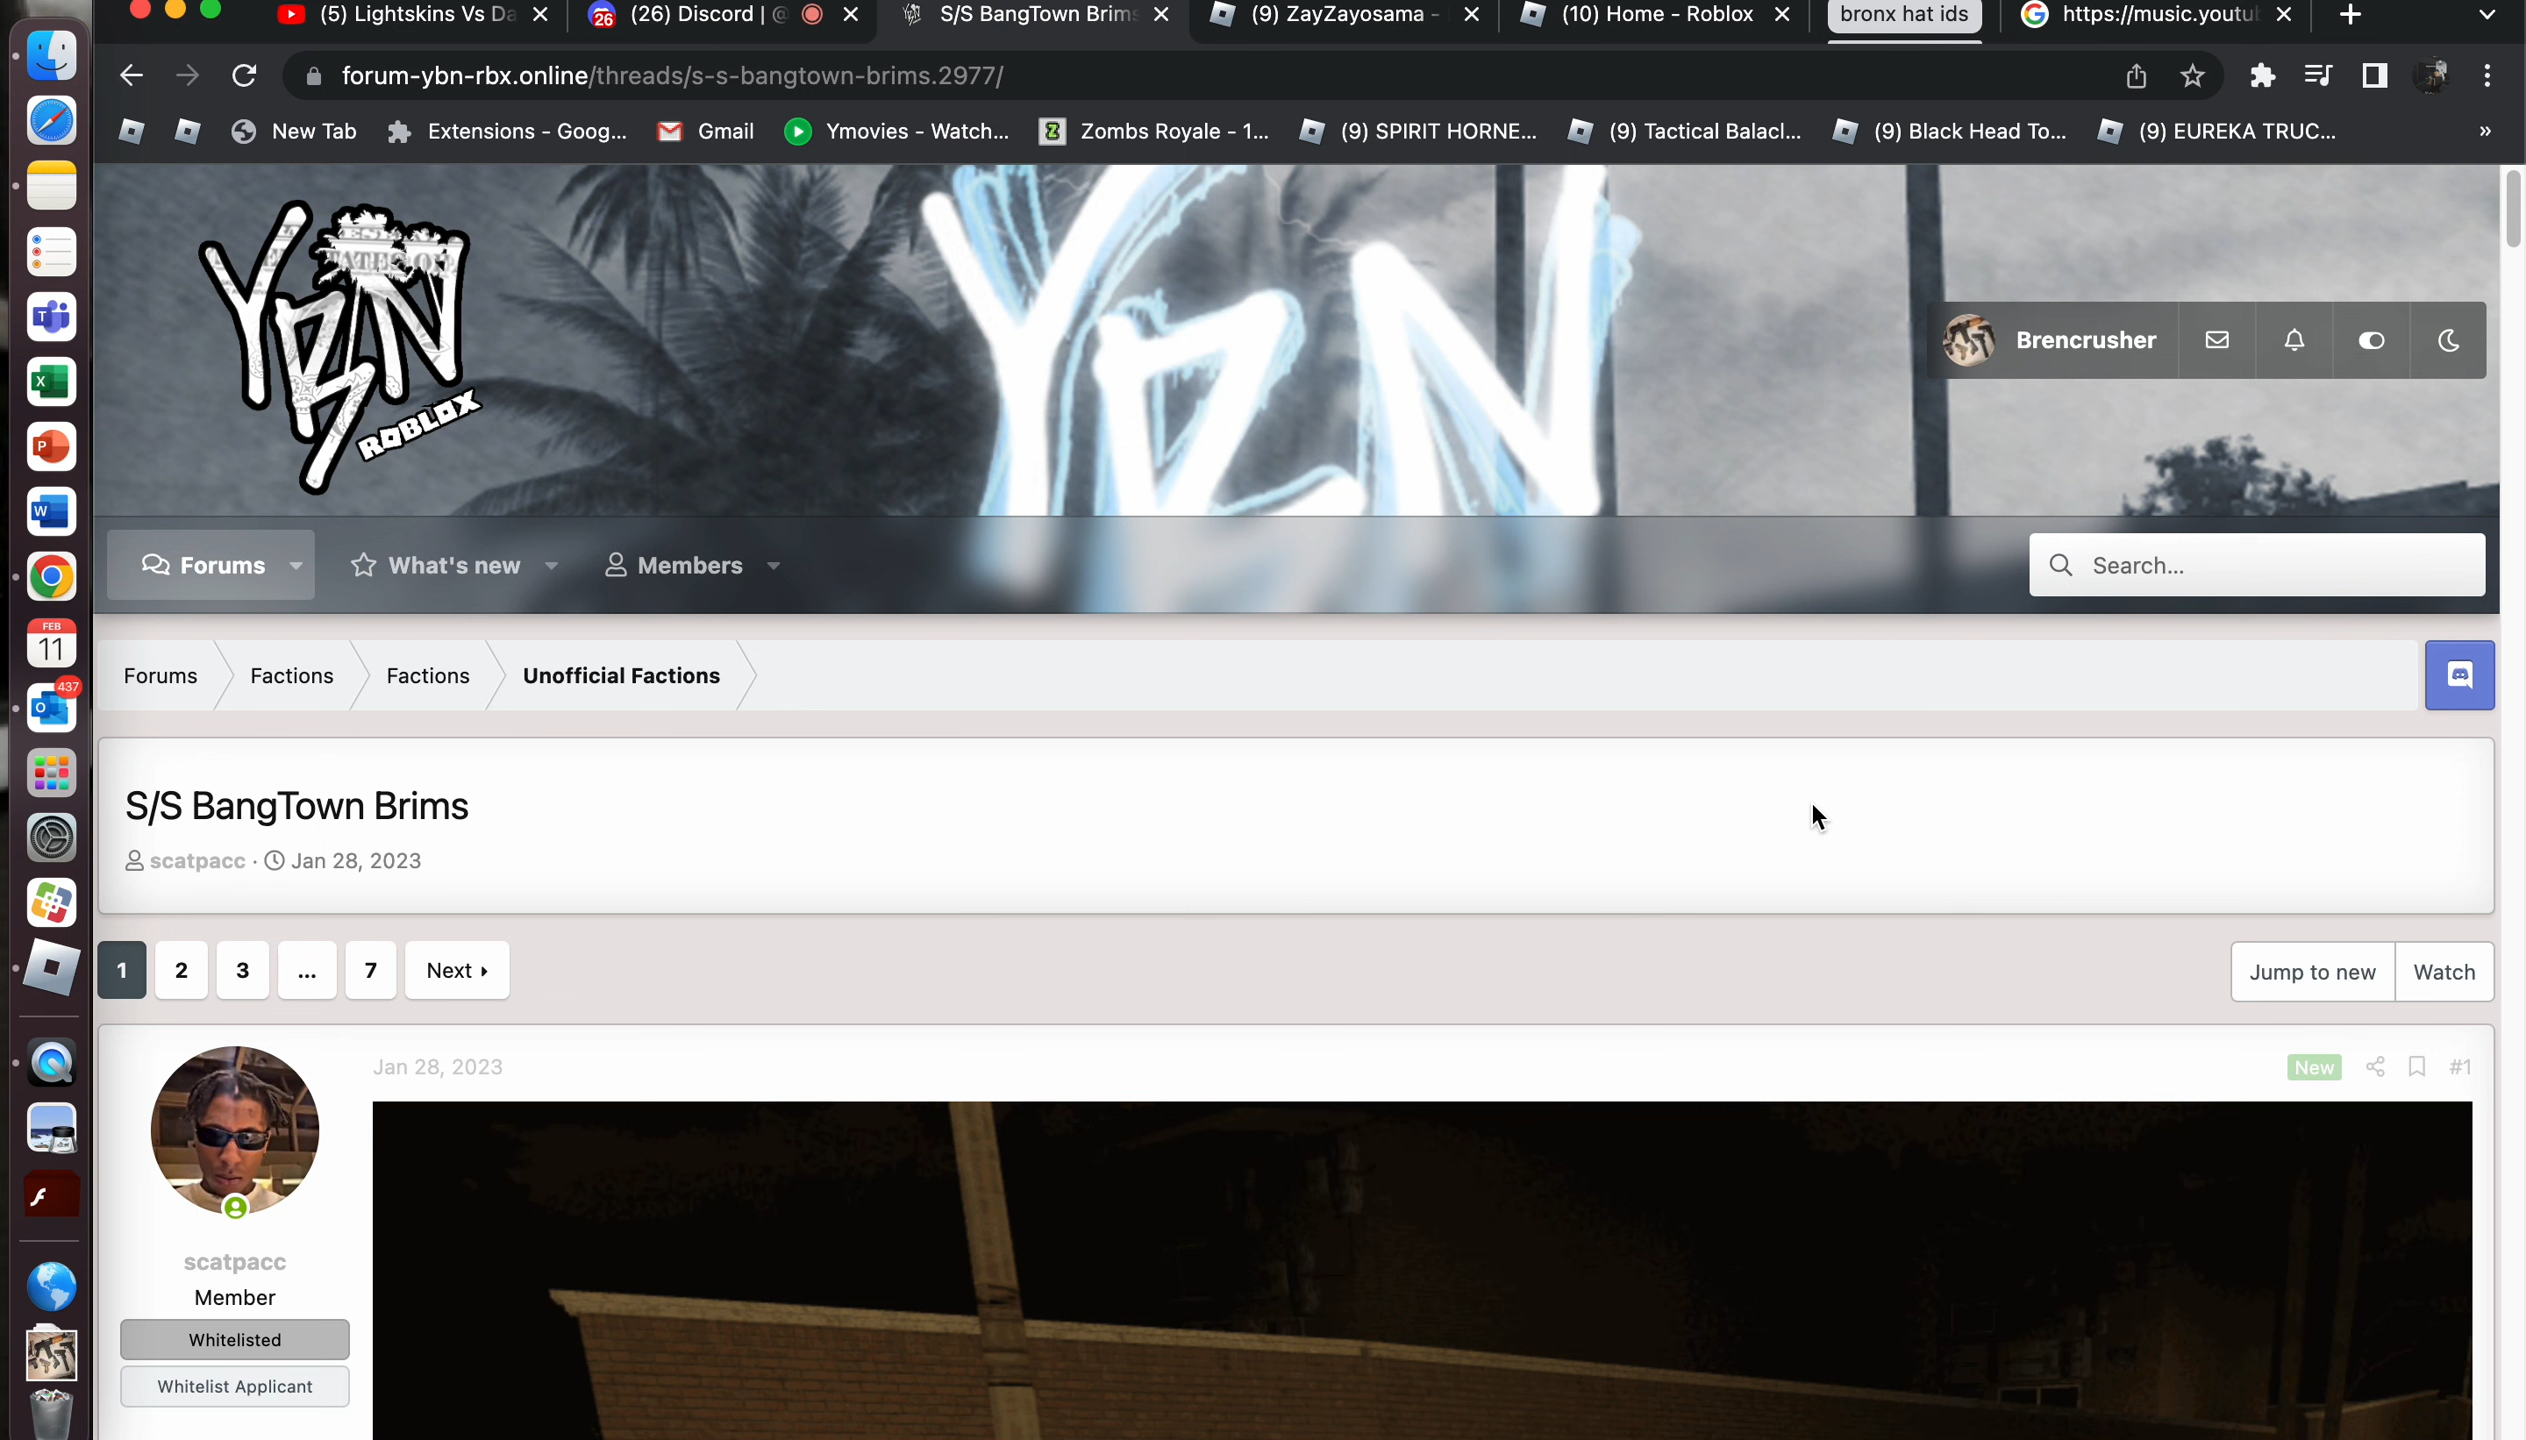 (5) Lightskins Vs Da
(26) Discord | @
S/S BangTown Brims
(9) ZayZayosama -
(10) Home - Roblox
bronx hat ids
https://music.youtu
forum-ybn-rbx.online/threads/s-s-bangtown-brims.2977/
New Tab
Extensions - Goog...
Gmail
Ymovies - Watch...
Zombs Royale - 1...
(9) SPIRIT HORNE...
(9) Tactical Balacl...
(9) Black Head To...
(9) EUREKA TRUC...
»
YBN
ROBLOX
YBN
Brencrusher
Forums
What's new
Members
Search...
Forums
Factions
Factions
Unofficial Factions
S/S BangTown Brims
scatpacc · Jan 28, 2023
1
2
3
...
7
Next
Jump to new
Watch
Jan 28, 2023
New
#1
scatpacc
Member
Whitelisted
Whitelist Applicant
26
FEB
11
437